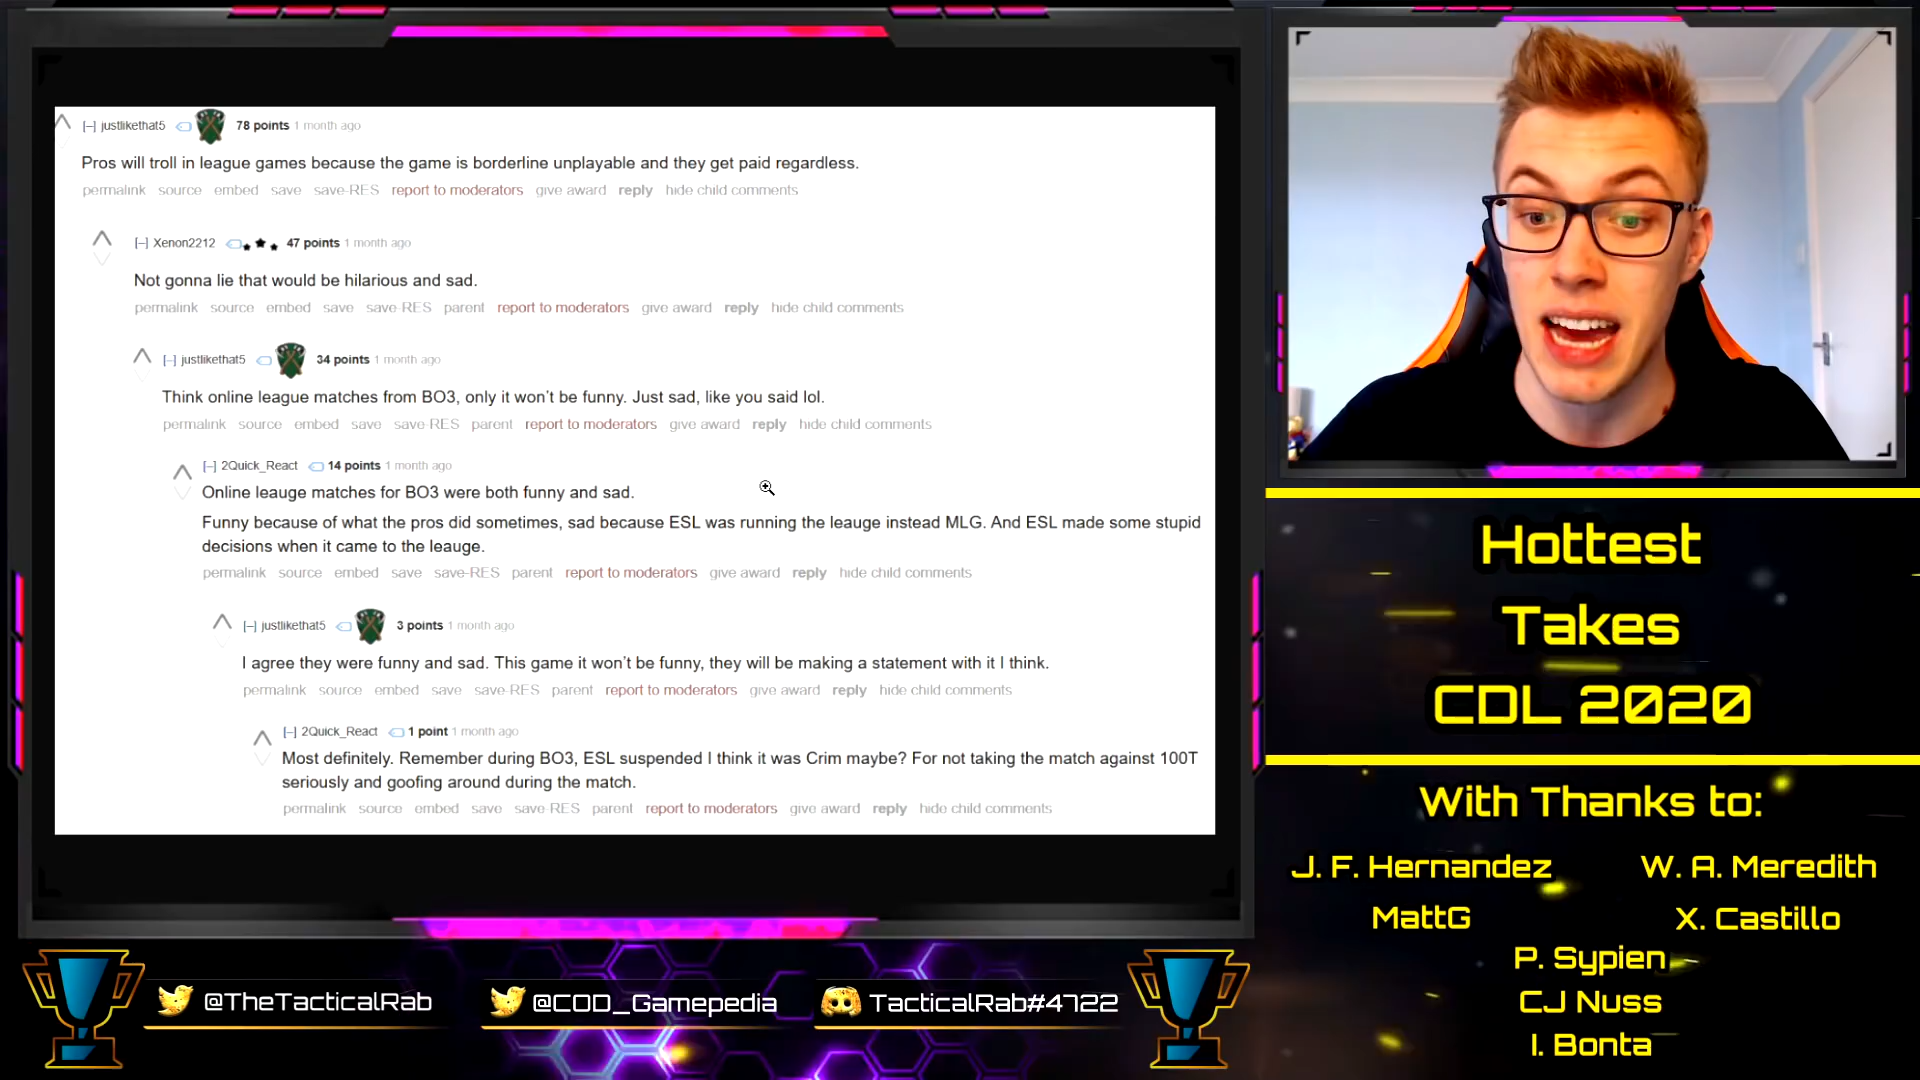 [–] justlikethat5 78 points 1 month ago
Pros will troll in league games because the game is borderline unplayable and they get paid regardless.
permalink source embed save save-RES report to moderators give award reply hide child comments
[–] Xenon2212 47 points 1 month ago
Not gonna lie that would be hilarious and sad.
permalink source embed save save-RES parent report to moderators give award reply hide child comments
[–] justlikethat5 34 points 1 month ago
Think online league matches from BO3, only it won't be funny. Just sad, like you said lol.
permalink source embed save save-RES parent report to moderators give award reply hide child comments
[–] 2Quick_React 14 points 1 month ago
Online leauge matches for BO3 were both funny and sad.
Funny because of what the pros did sometimes, sad because ESL was running the leauge instead MLG. And ESL made some stupid
decisions when it came to the leauge.
permalink source embed save save-RES parent report to moderators give award reply hide child comments
[–] justlikethat5 3 points 1 month ago
I agree they were funny and sad. This game it won't be funny, they will be making a statement with it I think.
permalink source embed save save-RES parent report to moderators give award reply hide child comments
[–] 2Quick_React 1 point 1 month ago
Most definitely. Remember during BO3, ESL suspended I think it was Crim maybe? For not taking the match against 100T
seriously and goofing around during the match.
permalink source embed save save-RES parent report to moderators give award reply hide child comments
Hottest
Takes
CDL 2020
With Thanks to:
J. F. Hernandez W. A. Meredith
MattG X. Castillo
P. Sypien
CJ Nuss
I. Bonta
@TheTacticalRab @COD_Gamepedia TacticalRab#4722